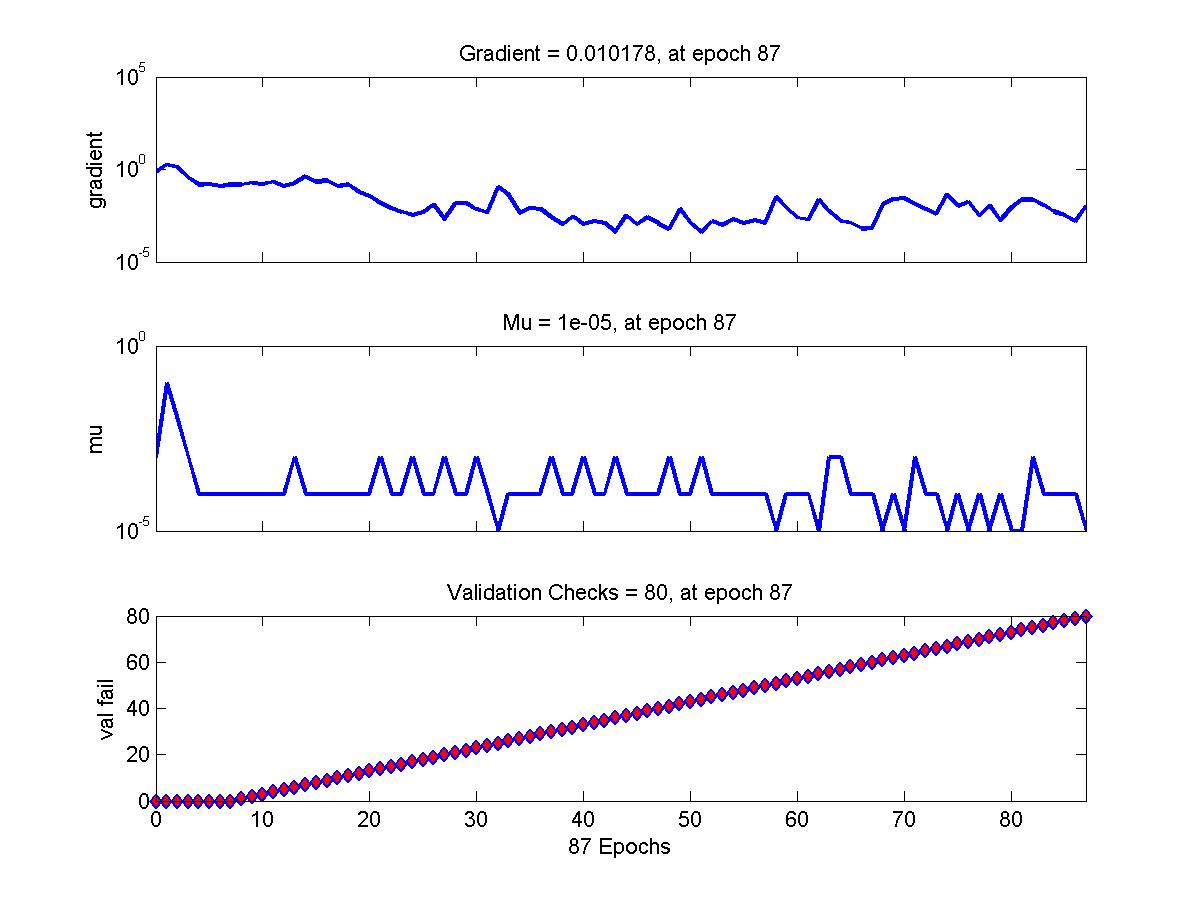 Gradient = 0.010178, at epoch 87
10^5
10^0
10^-5
gradient
Mu = 1e-05, at epoch 87
10^0
10^-5
mu
Validation Checks = 80, at epoch 87
80
60
40
20
0
val fail
0 10 20 30 40 50 60 70 80
87 Epochs